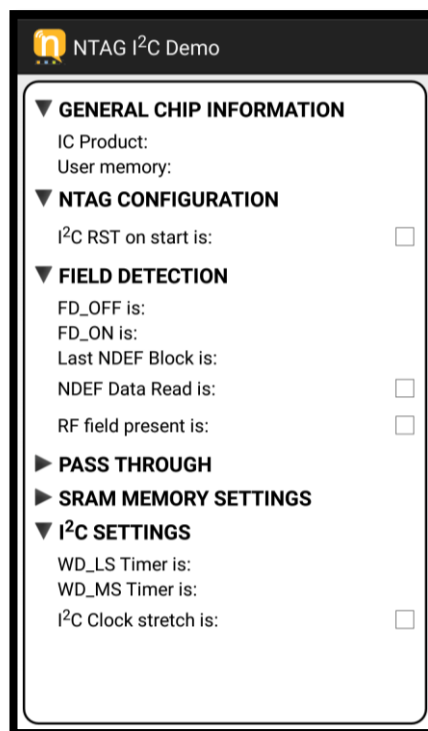 NTAG I²C Demo
GENERAL CHIP INFORMATION
IC Product:
User memory:
NTAG CONFIGURATION
I²C RST on start is:
FIELD DETECTION
FD_OFF is:
FD_ON is:
Last NDEF Block is:
NDEF Data Read is:
RF field present is:
PASS THROUGH
SRAM MEMORY SETTINGS
I²C SETTINGS
WD_LS Timer is:
WD_MS Timer is:
I²C Clock stretch is: